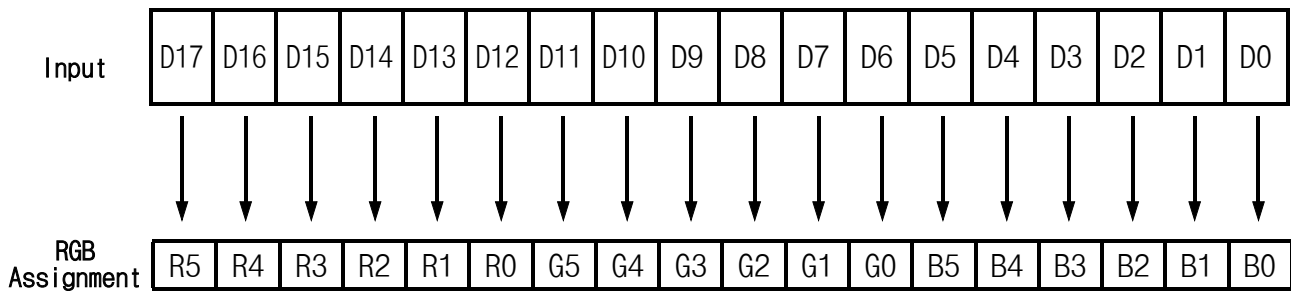 Input D17 D16 D15 D14 D13 D12 D11 D10 D9 D8 D7 D6 D5 D4 D3 D2 D1 D0
RGB
Assignment R5 R4 R3 R2 R1 R0 G5 G4 G3 G2 G1 G0 B5 B4 B3 B2 B1 B0